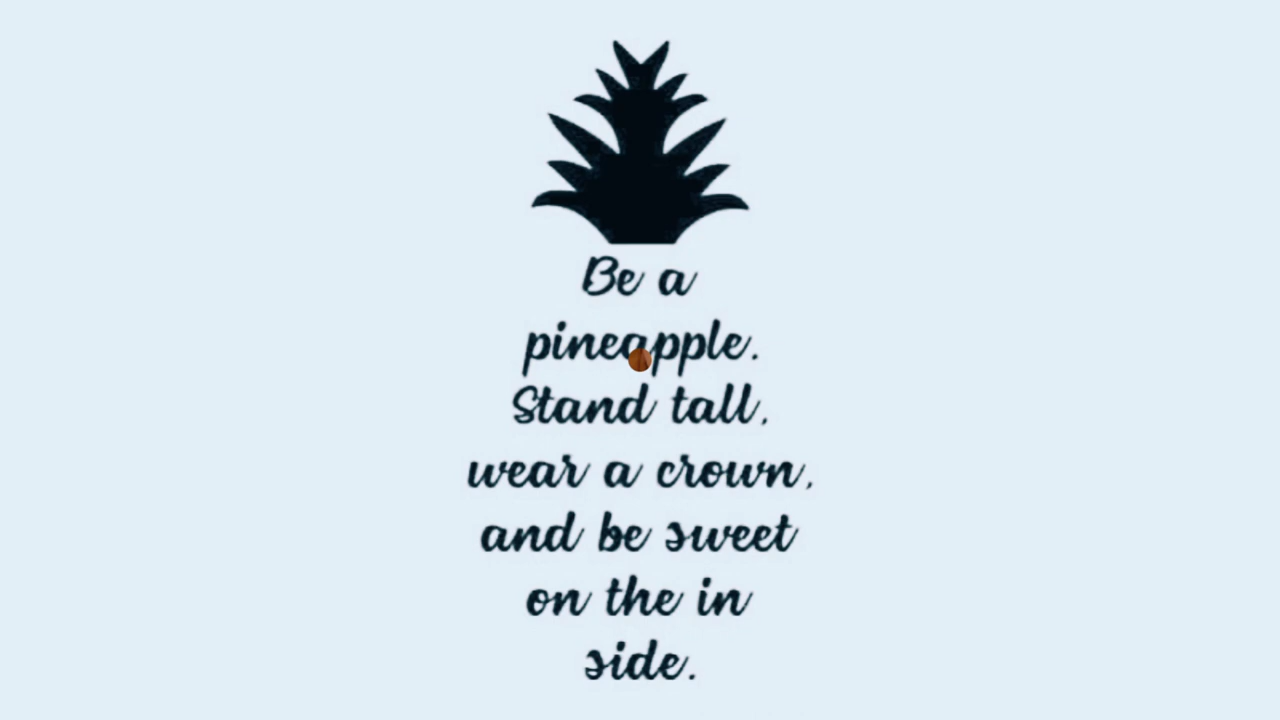 Be a
pineapple.
Stand tall,
wear a crown,
and be sweet
on the in
side.